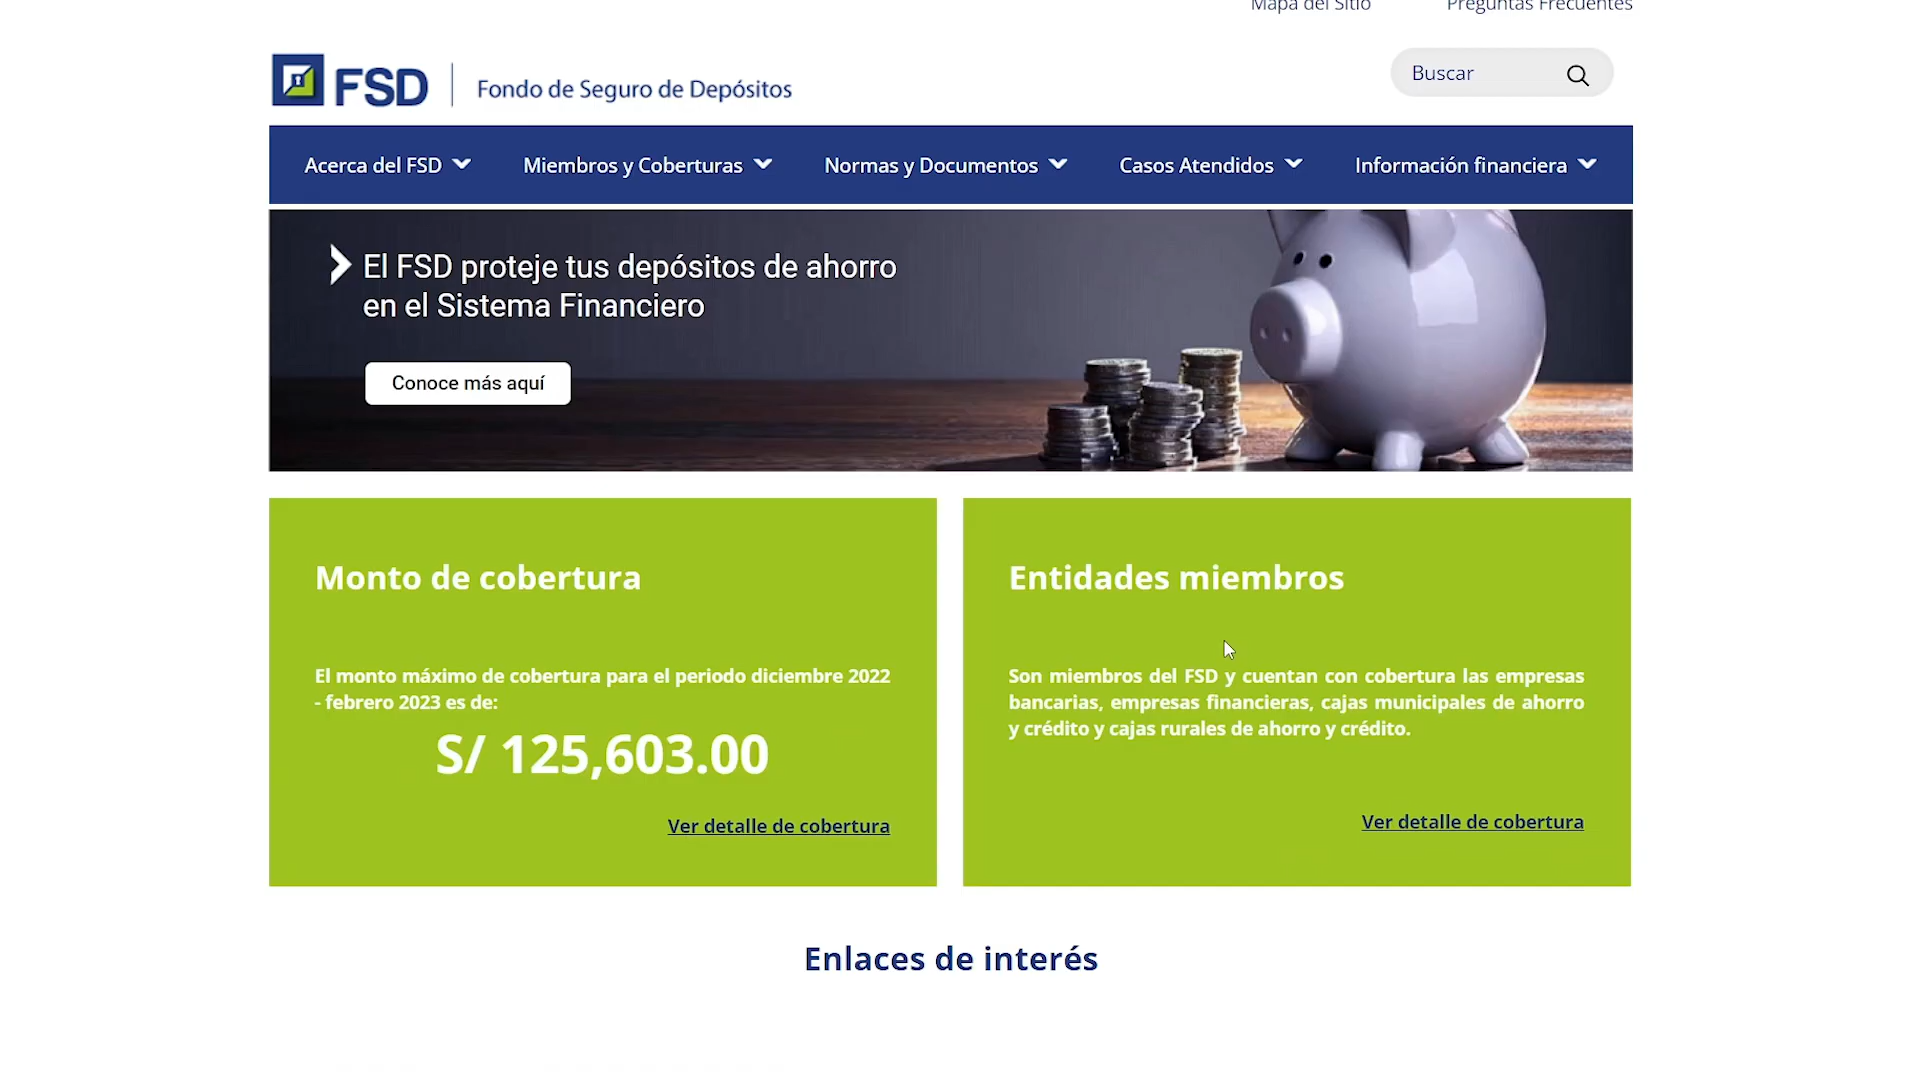 Mapa del Sitio
Preguntas Frecuentes
FSD
Fondo de Seguro de Depósitos
Buscar
Acerca del FSD
Miembros y Coberturas
Normas y Documentos
Casos Atendidos
Información financiera
El FSD proteje tus depósitos de ahorro
en el Sistema Financiero
Conoce más aquí
Monto de cobertura
El monto máximo de cobertura para el periodo diciembre 2022
- febrero 2023 es de:
S/ 125,603.00
Ver detalle de cobertura
Entidades miembros
Son miembros del FSD y cuentan con cobertura las empresas
bancarias, empresas financieras, cajas municipales de ahorro
y crédito y cajas rurales de ahorro y crédito.
Ver detalle de cobertura
Enlaces de interés